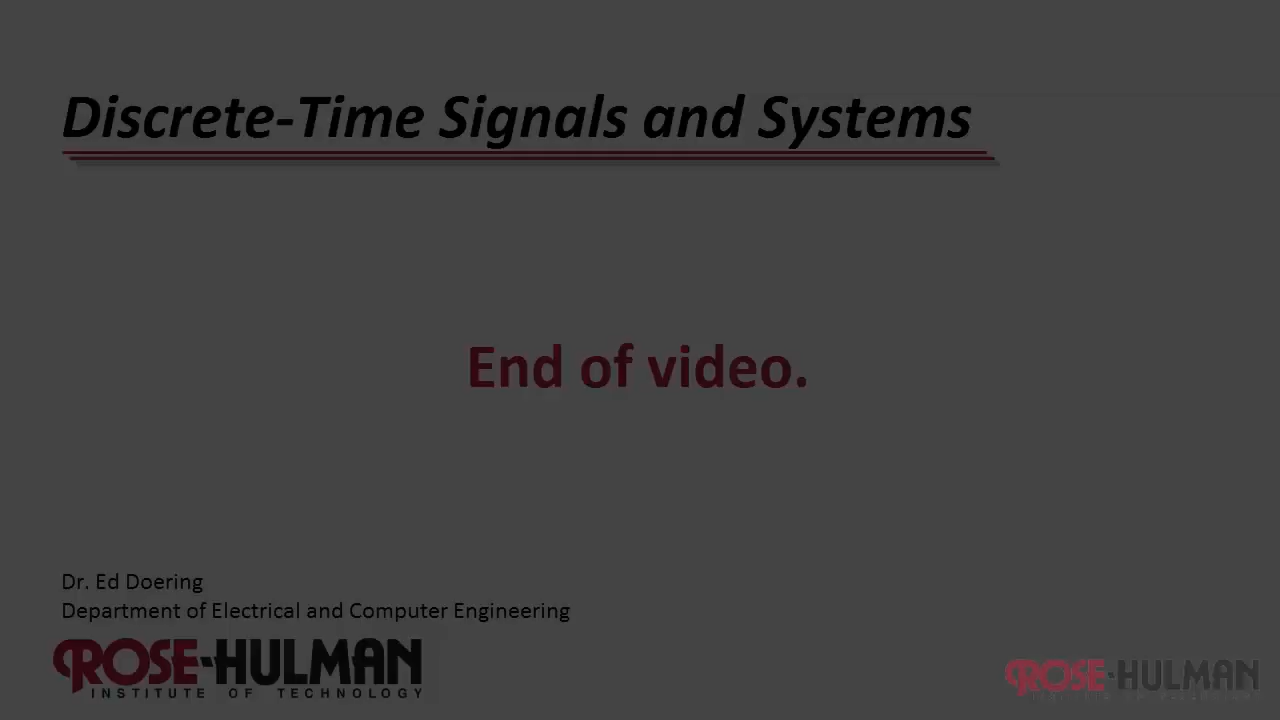 Discrete-Time Signals and Systems
End of video.
Dr. Ed Doering
Department of Electrical and Computer Engineering
ROSE-HULMAN
INSTITUTE OF TECHNOLOGY
ROSE-HULMAN